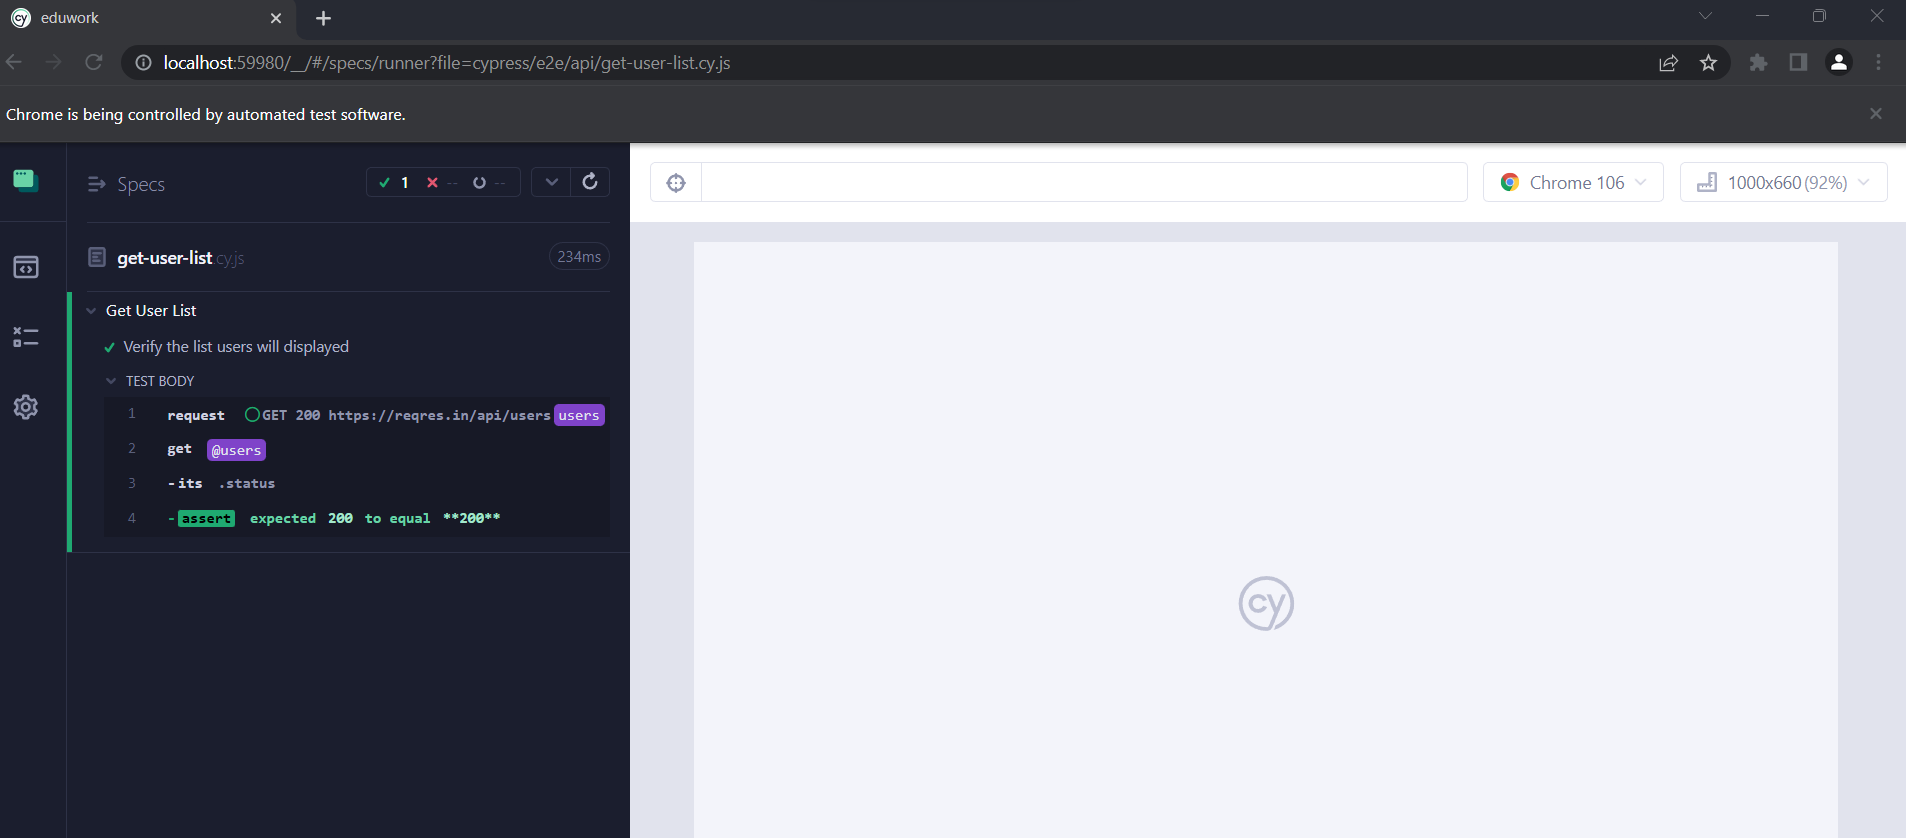 cy eduwork
localhost:59980/__/#/specs/runner?file=cypress/e2e/api/get-user-list.cy.js
Chrome is being controlled by automated test software.
Specs 1 -- --
Chrome 106 1000x660 (92%)
get-user-list.cy.js 234ms
Get User List
Verify the list users will displayed
TEST BODY
1 request GET 200 https://reqres.in/api/users users
2 get @users
3 -its .status
4 -assert expected 200 to equal **200**
cy